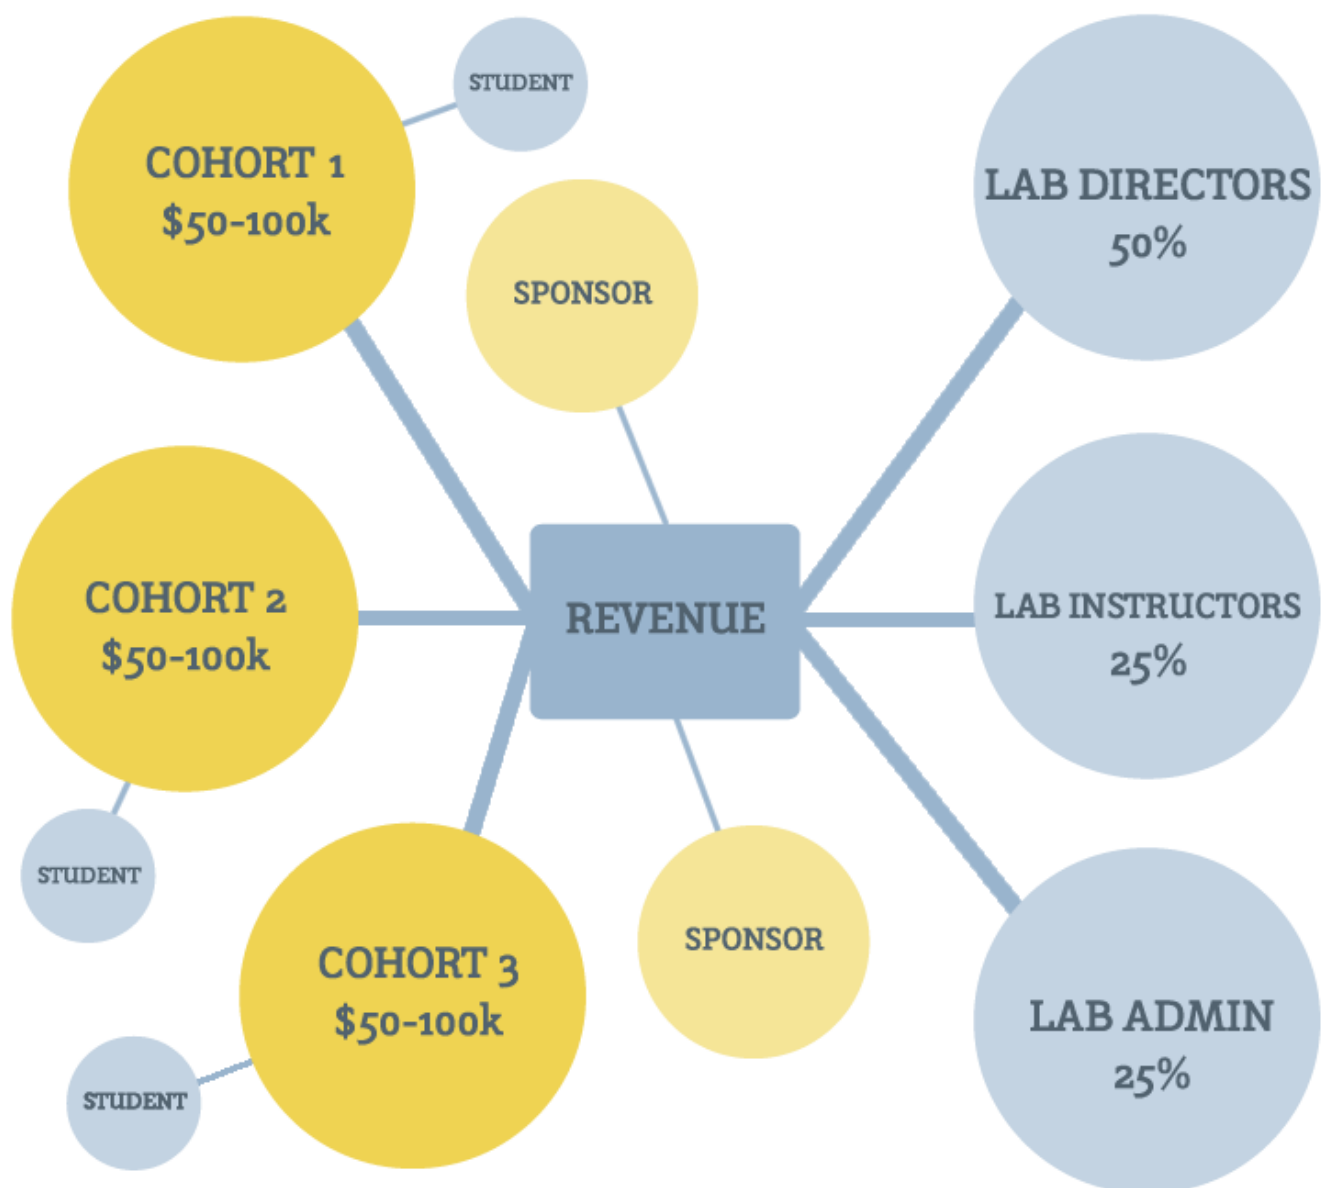 STUDENT
COHORT 1
$50-100k
LAB DIRECTORS
50%
SPONSOR
COHORT 2
$50-100k
REVENUE
LAB INSTRUCTORS
25%
STUDENT
COHORT 3
$50-100k
SPONSOR
LAB ADMIN
25%
STUDENT